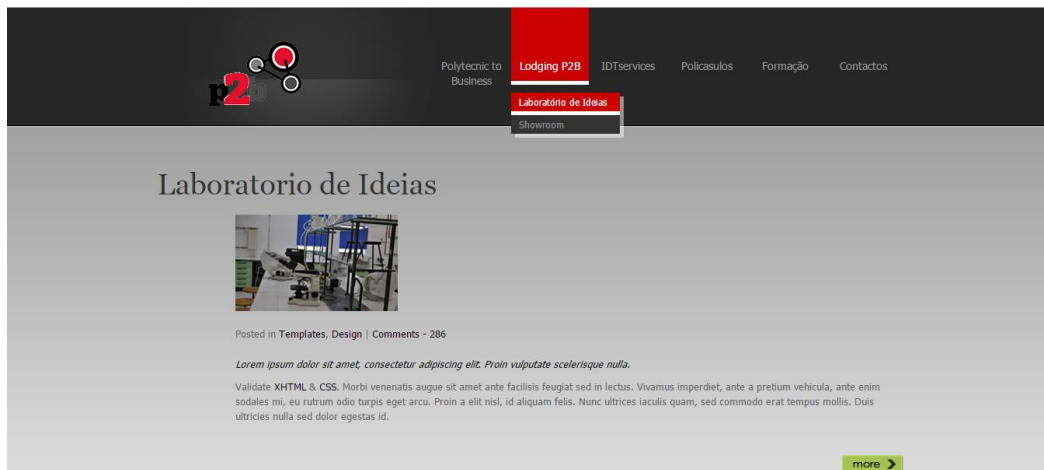 p2b
Polytecnic to
Business
Lodging P2B
IDTservices
Policasulos
Formação
Contactos
Laboratório de Ideias
Showroom
Laboratorio de Ideias
Posted in Templates, Design | Comments - 286
Lorem ipsum dolor sit amet, consectetur adipiscing elit. Proin vulputate scelerisque nulla.
Validate XHTML & CSS. Morbi venenatis augue sit amet ante facilisis feugiat sed in lectus. Vivamus imperdiet, ante a pretium vehicula, ante enim
sodales mi, eu rutrum odio turpis eget arcu. Proin a elit nisl, id aliquam felis. Nunc ultrices iaculis quam, sed commodo erat tempus mollis. Duis
ultricies nulla sed dolor egestas id.
more